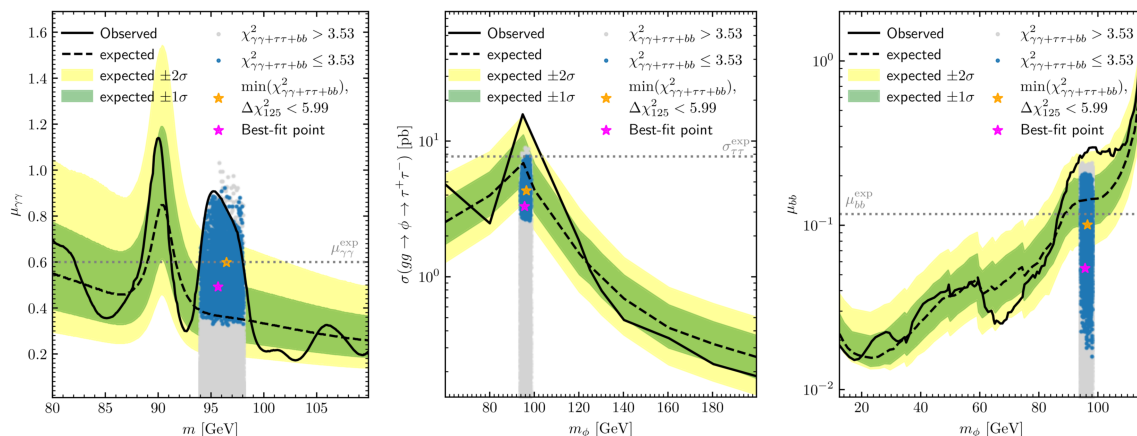 Observed
expected
expected ±2σ
expected ±1σ
χ²γγ+ττ+bb > 3.53
χ²γγ+ττ+bb ≤ 3.53
min(χ²γγ+ττ+bb),
Δχ²125 < 5.99
Best-fit point
μγγ^exp
1.6
1.4
1.2
1.0
0.8
0.6
0.4
0.2
μγγ
80 85 90 95 100 105
m [GeV]
Observed
expected
expected ±2σ
expected ±1σ
χ²γγ+ττ+bb > 3.53
χ²γγ+ττ+bb ≤ 3.53
min(χ²γγ+ττ+bb),
Δχ²125 < 5.99
Best-fit point
σττ^exp
10¹
10⁰
σ(gg → ϕ → τ⁺τ⁻) [pb]
80 100 120 140 160 180
mϕ [GeV]
Observed
expected
expected ±2σ
expected ±1σ
χ²γγ+ττ+bb > 3.53
χ²γγ+ττ+bb ≤ 3.53
min(χ²γγ+ττ+bb),
Δχ²125 < 5.99
Best-fit point
μbb^exp
10⁰
10⁻¹
10⁻²
μbb
20 40 60 80 100
mϕ [GeV]